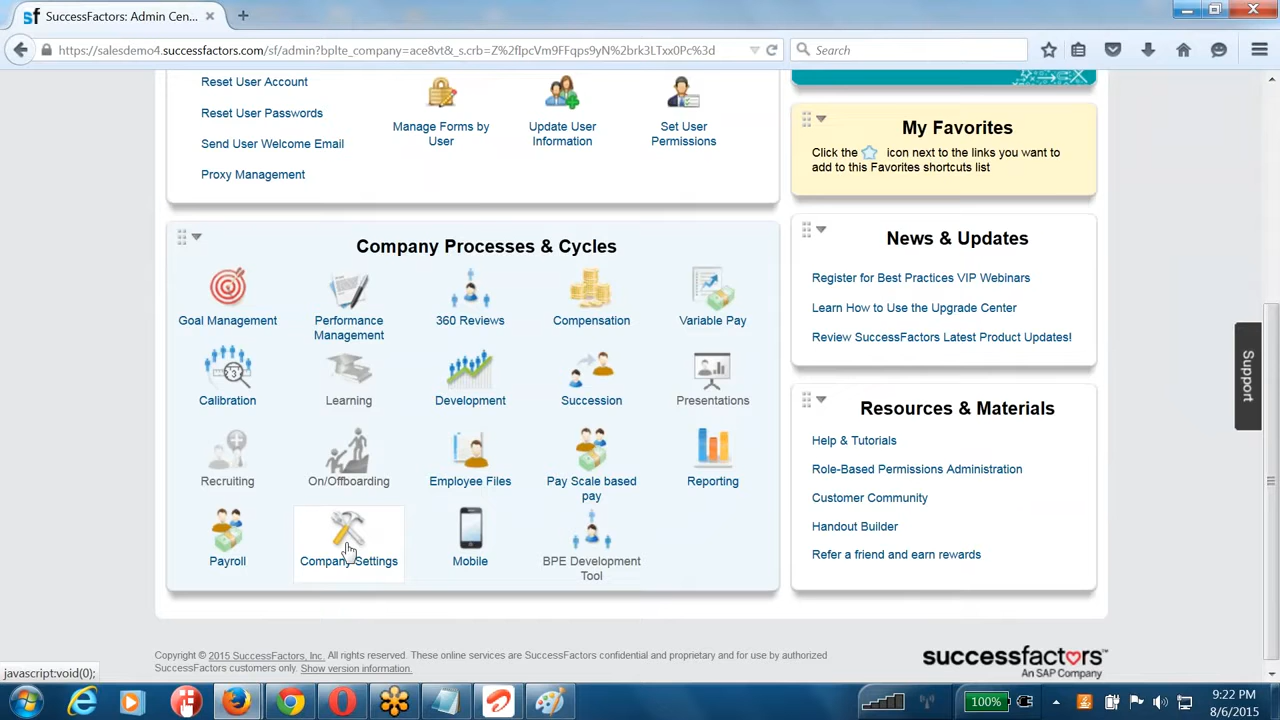 SuccessFactors: Admin Cen...
https://salesdemo4.successfactors.com/sf/admin?bplte_company=ace8vt&_s.crb=Z%2flpcVm9FFqps9yN%2brk3LTxx0Pc%3d
Search
Reset User Account
Reset User Passwords
Send User Welcome Email
Proxy Management
Manage Forms by
User
Update User
Information
Set User
Permissions
My Favorites
Click the icon next to the links you want to
add to this Favorites shortcuts list
Company Processes & Cycles
Goal Management
Performance
Management
360 Reviews
Compensation
Variable Pay
Calibration
Learning
Development
Succession
Presentations
Recruiting
On/Offboarding
Employee Files
Pay Scale based
pay
Reporting
Payroll
Company Settings
Mobile
BPE Development
Tool
News & Updates
Register for Best Practices VIP Webinars
Learn How to Use the Upgrade Center
Review SuccessFactors Latest Product Updates!
Resources & Materials
Help & Tutorials
Role-Based Permissions Administration
Customer Community
Handout Builder
Refer a friend and earn rewards
Support
Copyright © 2015 SuccessFactors, Inc. All rights reserved. These online services are SuccessFactors confidential and proprietary and for use by authorized
SuccessFactors customers only. Show version information.
successfactors™
An SAP Company
javascript:void(0);
100%
9:22 PM
8/6/2015